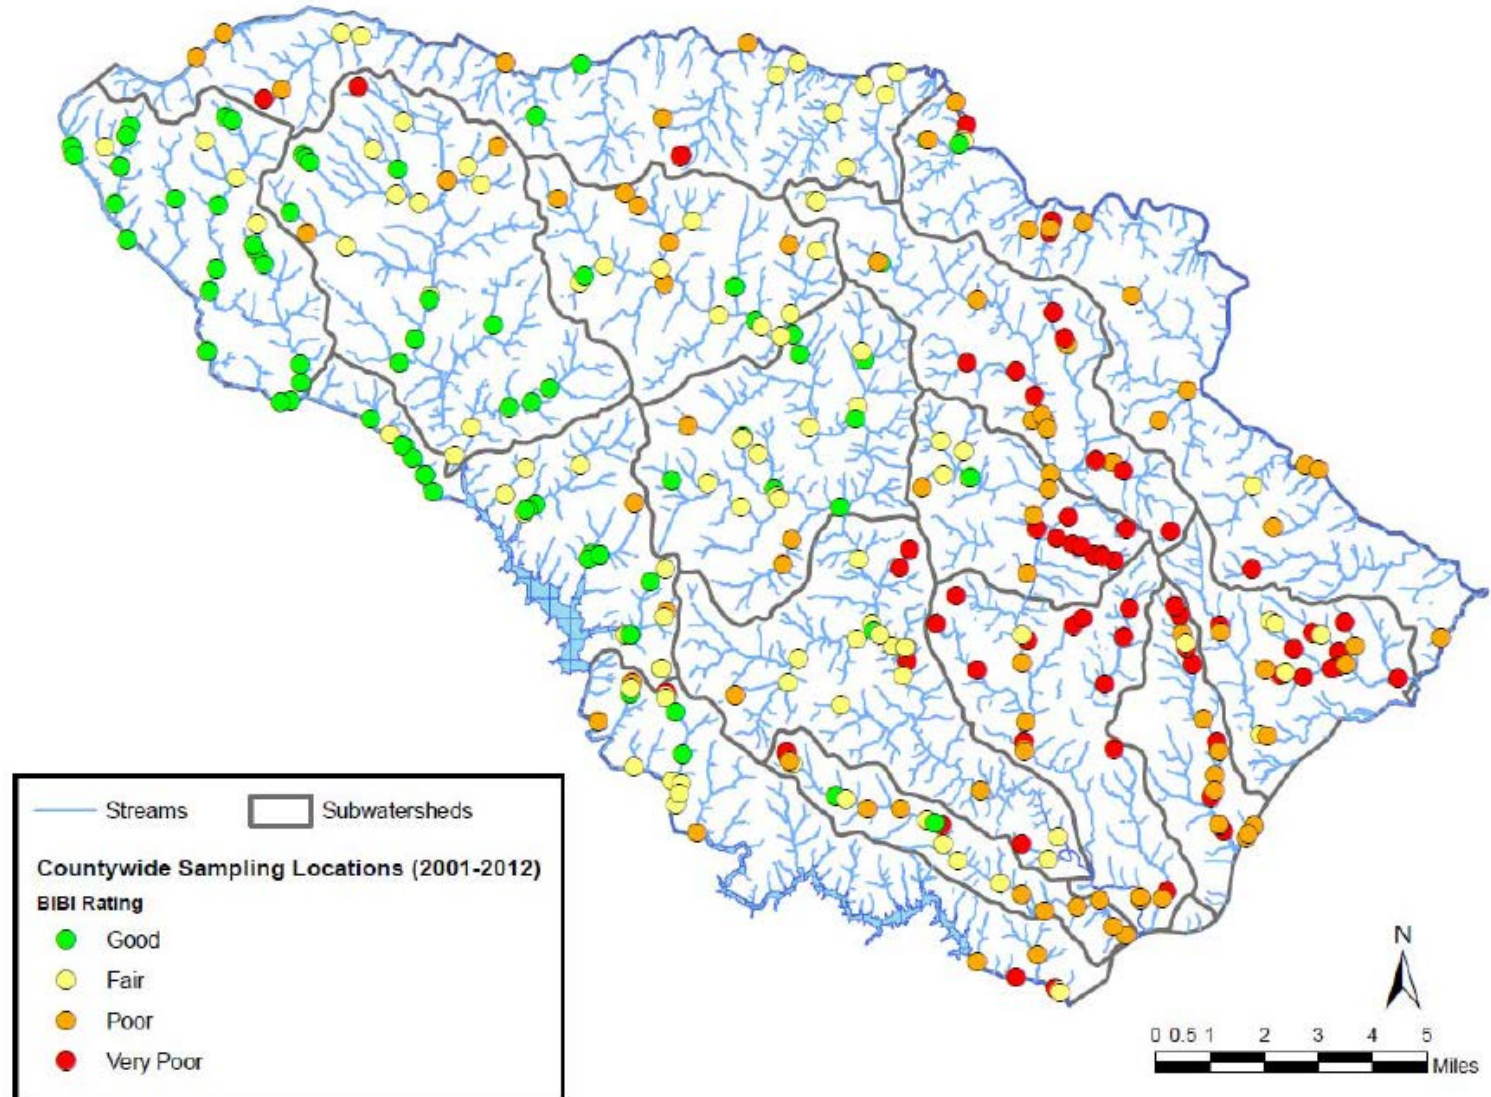 Streams
Subwatersheds
Countywide Sampling Locations (2001-2012)
BIBI Rating
Good
Fair
Poor
Very Poor
N
0 0.5 1 2 3 4 5
Miles